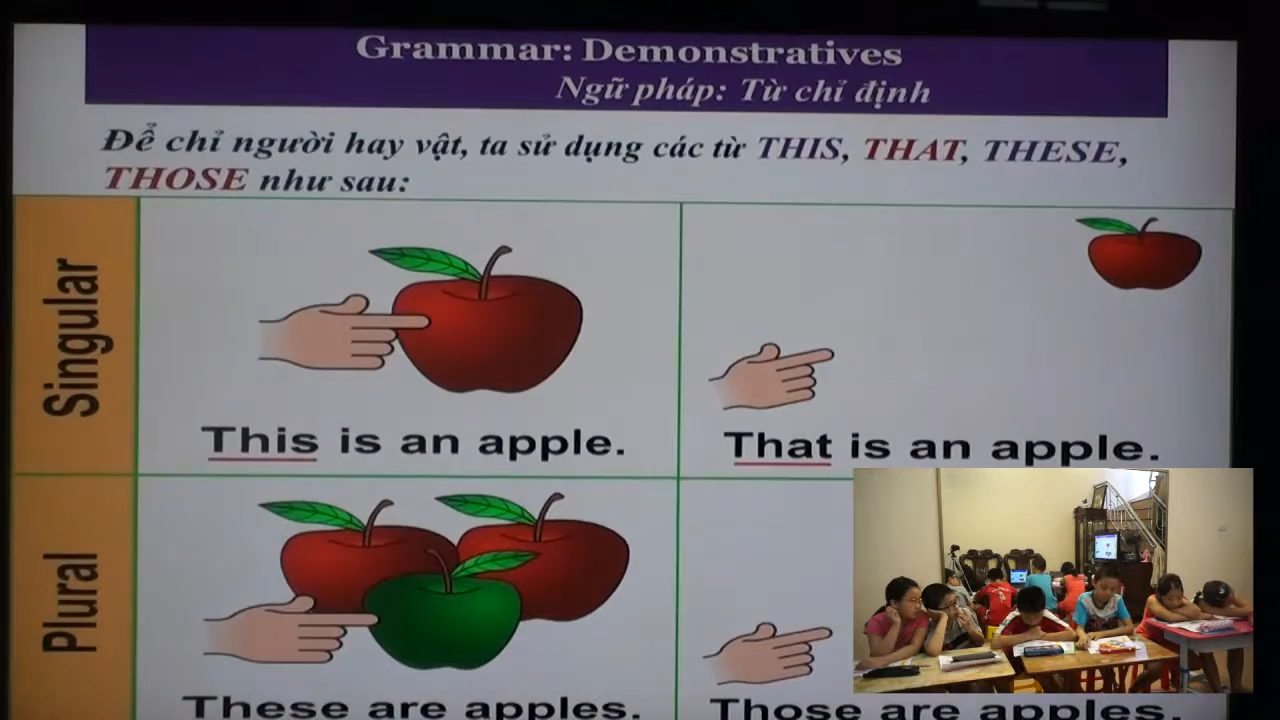 Grammar: Demonstratives
Ngữ pháp: Từ chỉ định
Để chỉ người hay vật, ta sử dụng các từ THIS, THAT, THESE,
THOSE như sau:
Singular
This is an apple.
That is an apple.
Plural
These are apples.
Those are apples.